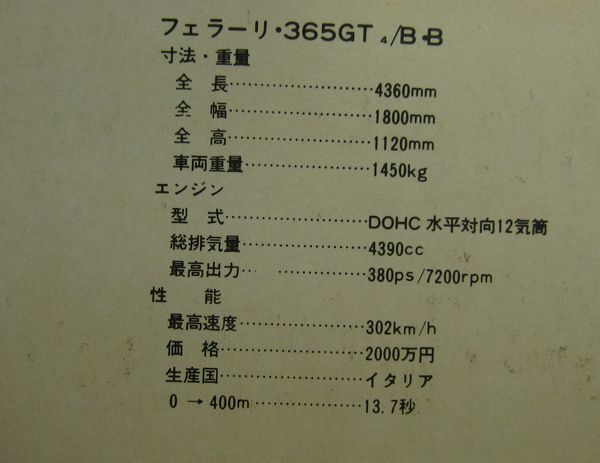 フェラーリ・365GT4/B・B
寸法・重量
全長……………………4360mm
全幅……………………1800mm
全高……………………1120mm
車両重量…………………1450kg
エンジン
型式……………………DOHC 水平対向12気筒
総排気量…………………4390cc
最高出力… …………380ps/7200rpm
性能
最高速度…………………302km/h
価格……………………2000万円
生産国……………………イタリア
0→400m………………13.7秒